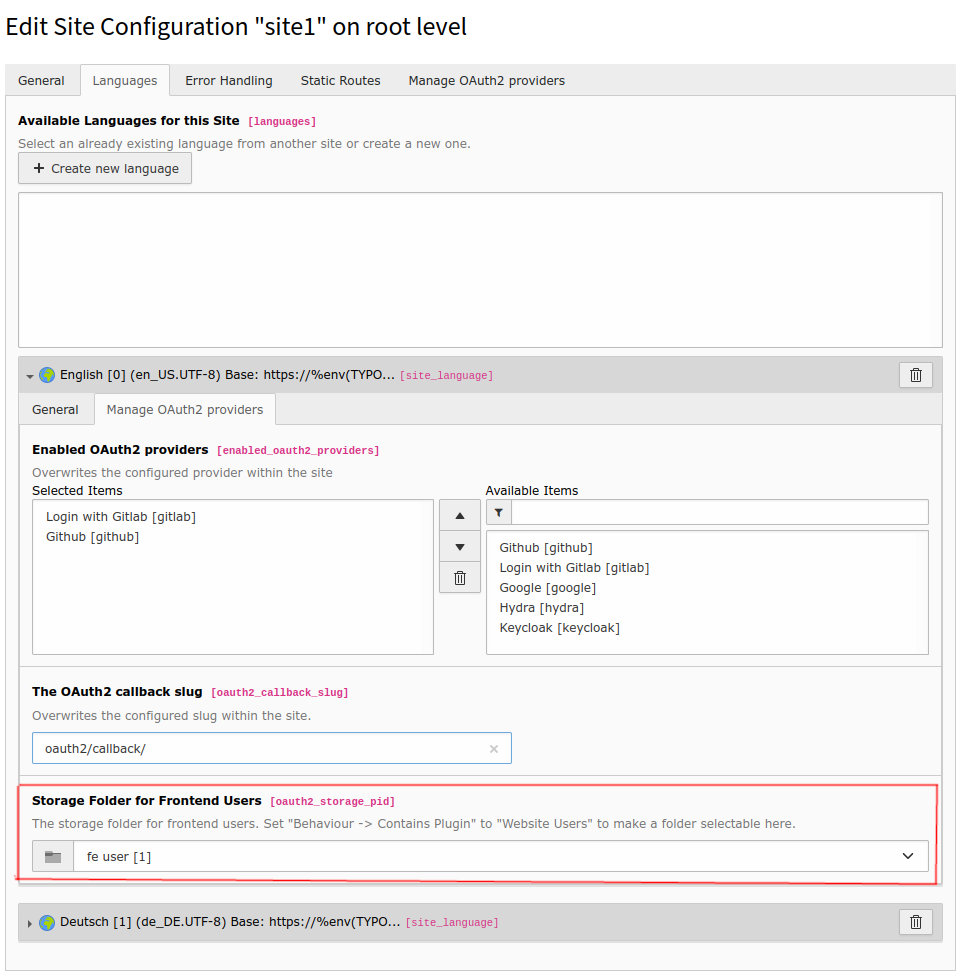 Edit Site Configuration "site1" on root level
General Languages Error Handling Static Routes Manage OAuth2 providers
Available Languages for this Site [languages]
Select an already existing language from another site or create a new one.
+ Create new language
English [0] (en_US.UTF-8) Base: https://%env(TYPO... [site_language]
General Manage OAuth2 providers
Enabled OAuth2 providers [enabled_oauth2_providers]
Overwrites the configured provider within the site
Selected Items Available Items
Login with Gitlab [gitlab]
Github [github]
Github [github]
Login with Gitlab [gitlab]
Google [google]
Hydra [hydra]
Keycloak [keycloak]
The OAuth2 callback slug [oauth2_callback_slug]
Overwrites the configured slug within the site.
oauth2/callback/
Storage Folder for Frontend Users [oauth2_storage_pid]
The storage folder for frontend users. Set "Behaviour -> Contains Plugin" to "Website Users" to make a folder selectable here.
fe user [1]
Deutsch [1] (de_DE.UTF-8) Base: https://%env(TYPO... [site_language]